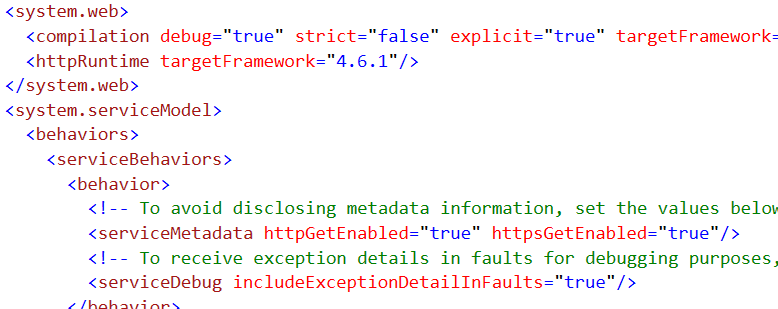 <system.web>
<compilation debug="true" strict="false" explicit="true" targetFramework=
<httpRuntime targetFramework="4.6.1"/>
</system.web>
<system.serviceModel>
<behaviors>
<serviceBehaviors>
<behavior>
<!-- To avoid disclosing metadata information, set the values below
<serviceMetadata httpGetEnabled="true" httpsGetEnabled="true"/>
<!-- To receive exception details in faults for debugging purposes,
<serviceDebug includeExceptionDetailInFaults="true"/>
</behavior>